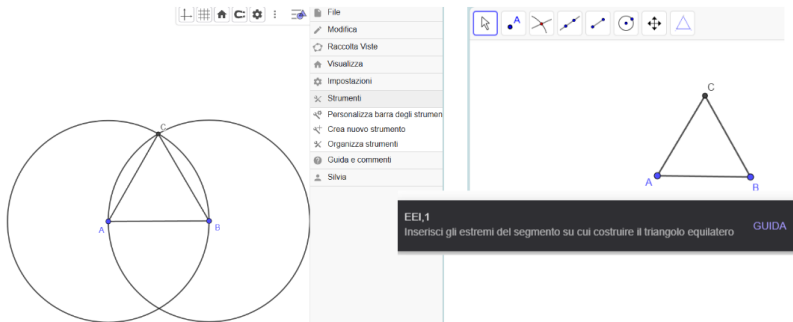 File
Modifica
Raccolta Viste
Visualizza
Impostazioni
Strumenti
Personalizza barra degli strumen
Crea nuovo strumento
Organizza strumenti
Guida e commenti
Silvia
C
A
B
A
C
A
B
EEI,1
Inserisci gli estremi del segmento su cui costruire il triangolo equilatero
GUIDA